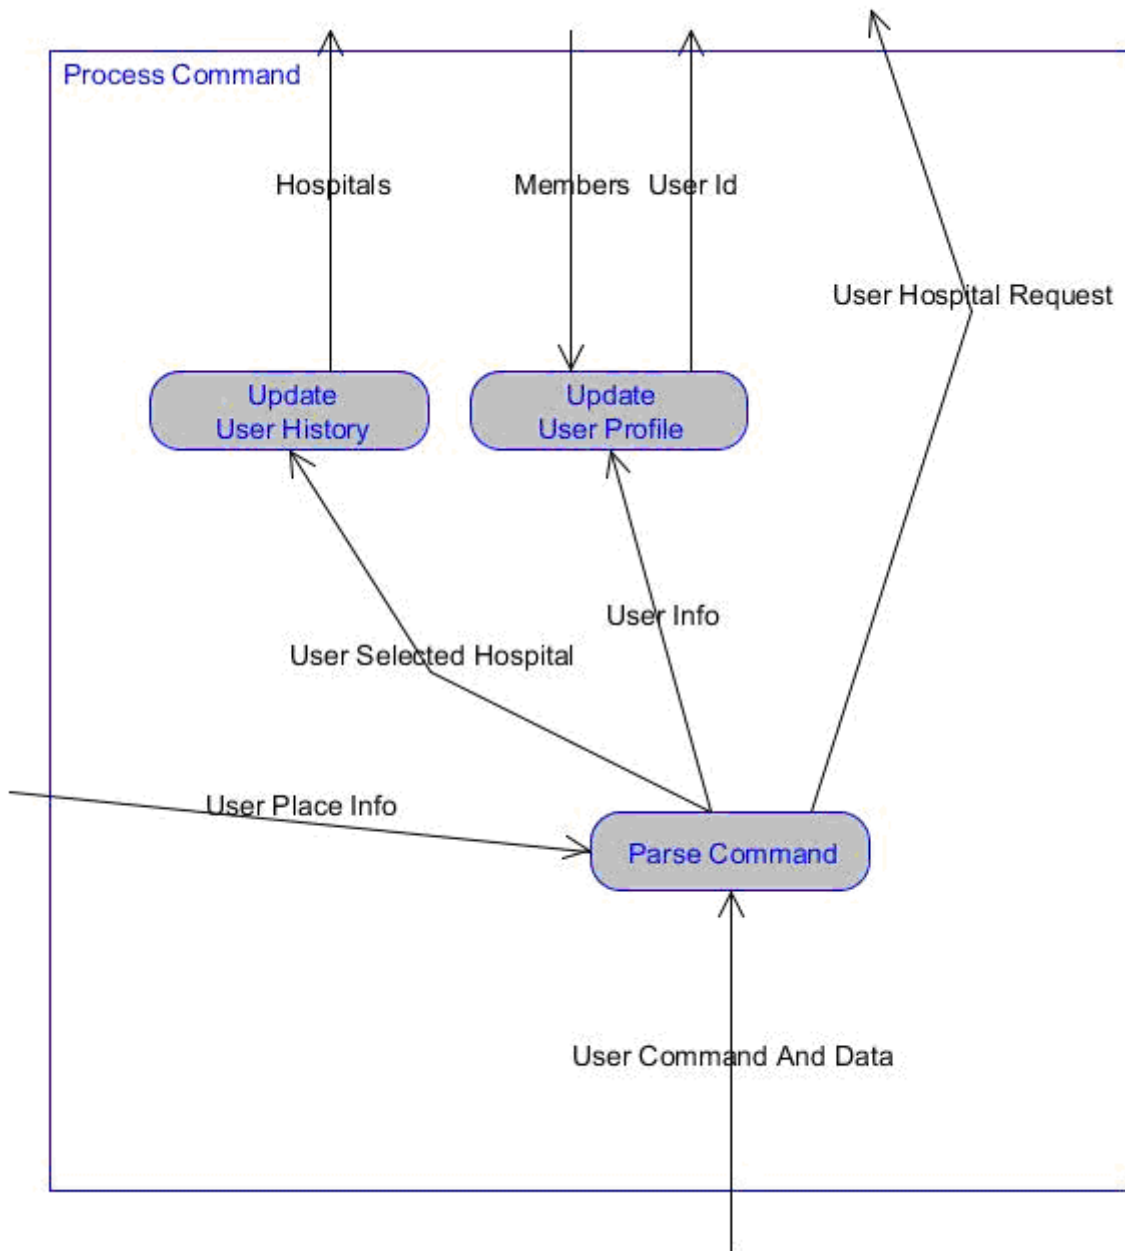 Process Command
Hospitals
Members
User Id
User Hospital Request
Update
User History
Update
User Profile
User Info
User Selected Hospital
User Place Info
Parse Command
User Command And Data